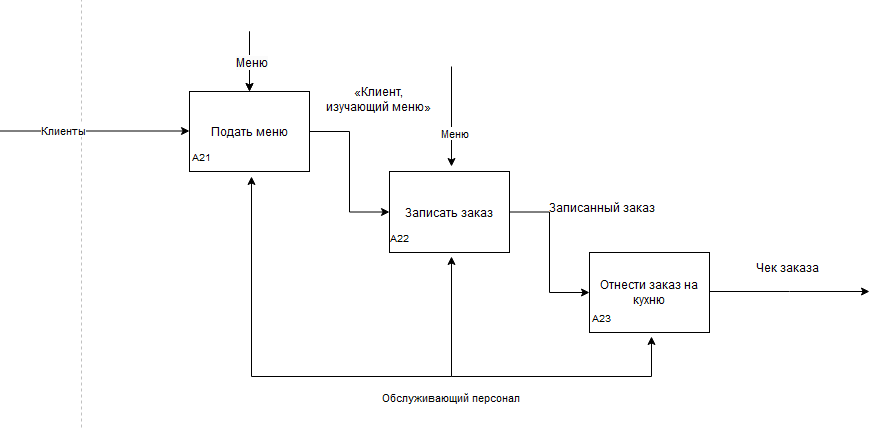 Меню
«Клиент,
изучающий меню»
Клиенты
Подать меню
A21
Меню
Записать заказ
A22
Записанный заказ
Чек заказа
Отнести заказ на
кухню
A23
Обслуживающий персонал